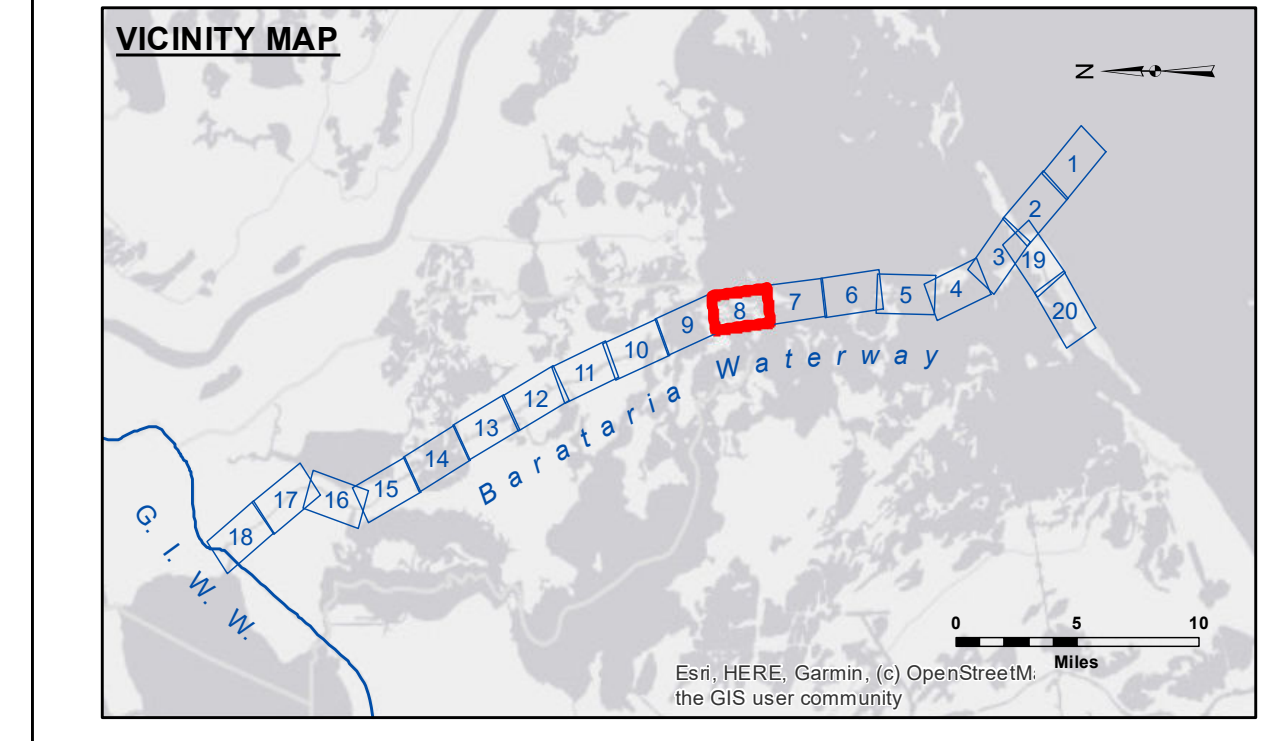 VICINITY MAP
N
1
2
3
19
4
20
5
6
7
8
9
10
11
12
13
14
15
16
17
18
Barataria Waterway
G. I. W. W.
0 5 10
Miles
Esri, HERE, Garmin, (c) OpenStreetM
the GIS user community